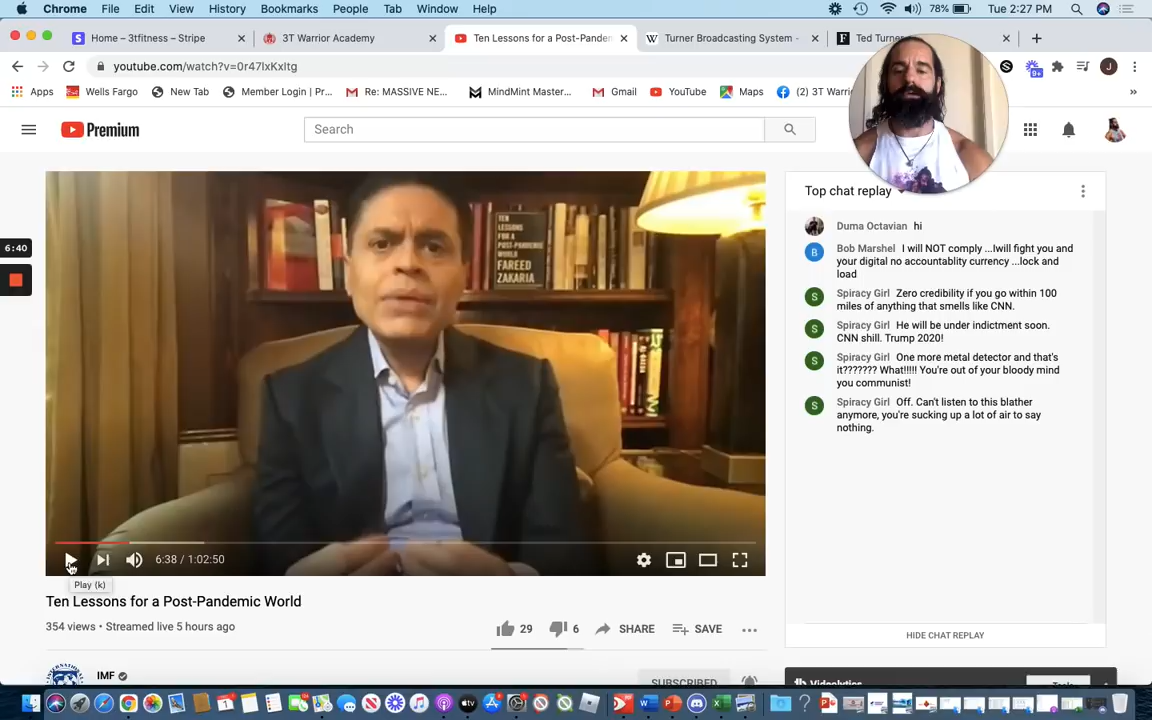 Chrome File Edit View History Bookmarks People Tab Window Help 78% Tue 2:27 PM
Home – 3tfitness – Stripe 3T Warrior Academy Ten Lessons for a Post-Pandem Turner Broadcasting System - Ted Turner
youtube.com/watch?v=0r47lxKxltg 9+ J
Apps Wells Fargo New Tab Member Login | Pr... Re: MASSIVE NE... MindMint Master... Gmail YouTube Maps (2) 3T Warri »
Premium Search
Top chat replay
Duma Octavian hi
Bob Marshel I will NOT comply ...Iwill fight you and
your digital no accountablity currency ...lock and
load
Spiracy Girl Zero credibility if you go within 100
miles of anything that smells like CNN.
Spiracy Girl He will be under indictment soon.
CNN shill. Trump 2020!
Spiracy Girl One more metal detector and that's
it??????? What!!!!! You're out of your bloody mind
you communist!
Spiracy Girl Off. Can't listen to this blather
anymore, you're sucking up a lot of air to say
nothing.
HIDE CHAT REPLAY
6:40
TEN
LESSONS
FOR A
POST-PANDEMIC
WORLD
FAREED
ZAKARIA
6:38 / 1:02:50
Play (k)
Ten Lessons for a Post-Pandemic World
354 views • Streamed live 5 hours ago
29 6 SHARE SAVE
IMF
SUBSCRIBED
Videolytics